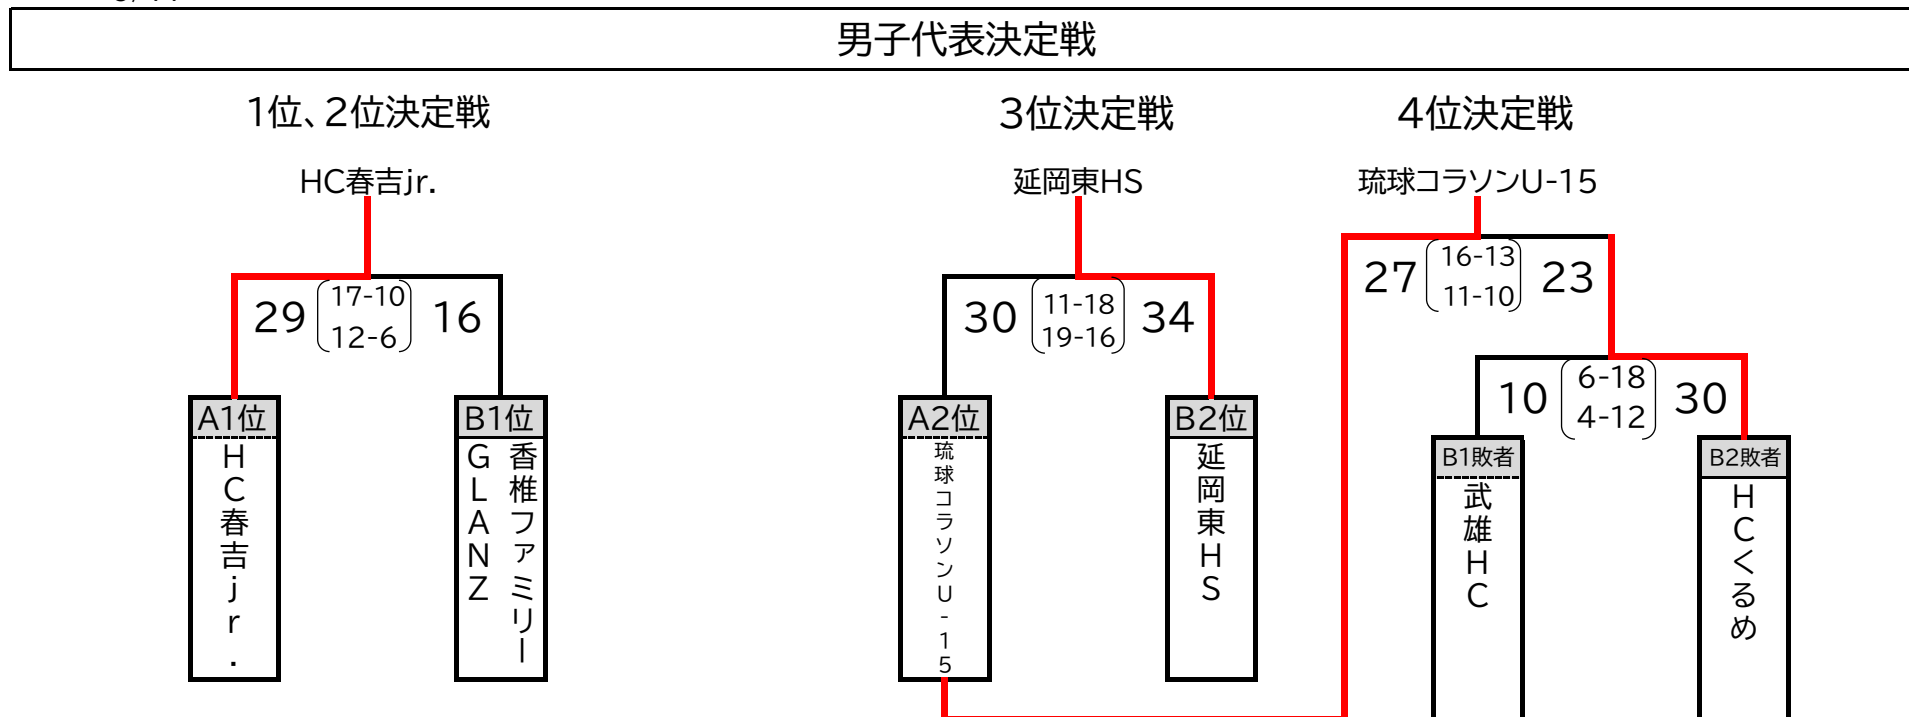 男子代表決定戦
1位、2位決定戦
3位決定戦
4位決定戦
HC春吉jr.
延岡東HS
琉球コラソンU-15
27
16-13
11-10
23
29
17-10
12-6
16
30
11-18
19-16
34
10
6-18
4-12
30
A1位
HC春吉jr.
B1位
香椎ファミリー
GLANZ
A2位
琉球コラソンU-15
B2位
延岡東HS
B1敗者
武雄HC
B2敗者
HCくるめ